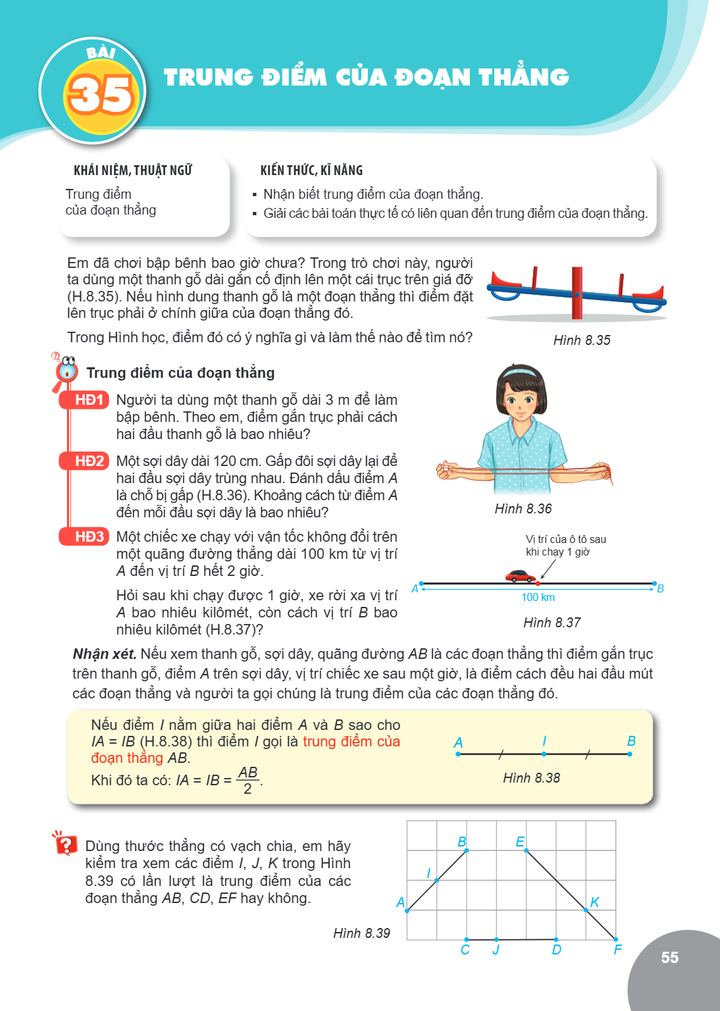 BÀI
35
TRUNG ĐIỂM CỦA ĐOẠN THẲNG
KHÁI NIỆM, THUẬT NGỮ
Trung điểm
của đoạn thẳng
KIẾN THỨC, KĨ NĂNG
▪ Nhận biết trung điểm của đoạn thẳng.
▪ Giải các bài toán thực tế có liên quan đến trung điểm của đoạn thẳng.
Em đã chơi bập bênh bao giờ chưa? Trong trò chơi này, người
ta dùng một thanh gỗ dài gắn cố định lên một cái trục trên giá đỡ
(H.8.35). Nếu hình dung thanh gỗ là một đoạn thẳng thì điểm đặt
lên trục phải ở chính giữa của đoạn thẳng đó.
Trong Hình học, điểm đó có ý nghĩa gì và làm thế nào để tìm nó?
Hình 8.35
Trung điểm của đoạn thẳng
HĐ1 Người ta dùng một thanh gỗ dài 3 m để làm
bập bênh. Theo em, điểm gắn trục phải cách
hai đầu thanh gỗ là bao nhiêu?
HĐ2 Một sợi dây dài 120 cm. Gấp đôi sợi dây lại để
hai đầu sợi dây trùng nhau. Đánh dấu điểm A
là chỗ bị gấp (H.8.36). Khoảng cách từ điểm A
đến mỗi đầu sợi dây là bao nhiêu?
Hình 8.36
HĐ3 Một chiếc xe chạy với vận tốc không đổi trên
một quãng đường thẳng dài 100 km từ vị trí
A đến vị trí B hết 2 giờ.
Hỏi sau khi chạy được 1 giờ, xe rời xa vị trí
A bao nhiêu kilômét, còn cách vị trí B bao
nhiêu kilômét (H.8.37)?
Vị trí của ô tô sau
khi chạy 1 giờ
A
B
100 km
Hình 8.37
Nhận xét. Nếu xem thanh gỗ, sợi dây, quãng đường AB là các đoạn thẳng thì điểm gắn trục
trên thanh gỗ, điểm A trên sợi dây, vị trí chiếc xe sau một giờ, là điểm cách đều hai đầu mút
các đoạn thẳng và người ta gọi chúng là trung điểm của các đoạn thẳng đó.
Nếu điểm I nằm giữa hai điểm A và B sao cho
IA = IB (H.8.38) thì điểm I gọi là trung điểm của
đoạn thẳng AB.
Khi đó ta có: IA = IB = AB/2.
A I B
Hình 8.38
?
Dùng thước thẳng có vạch chia, em hãy
kiểm tra xem các điểm I, J, K trong Hình
8.39 có lần lượt là trung điểm của các
đoạn thẳng AB, CD, EF hay không.
Hình 8.39
B E
I
A K
C J D F
55